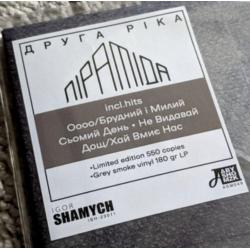 ДРУГА РІКА
ПІРАМІДА
incl.hits
Оооо/Брудний і Милий
Сьомий День • Не Видавай
Дощ/Хай Вмиє Нас
•Limited edition 550 copies
•Grey smoke vinyl 180 gr LP
IGOR
SHAMYCH